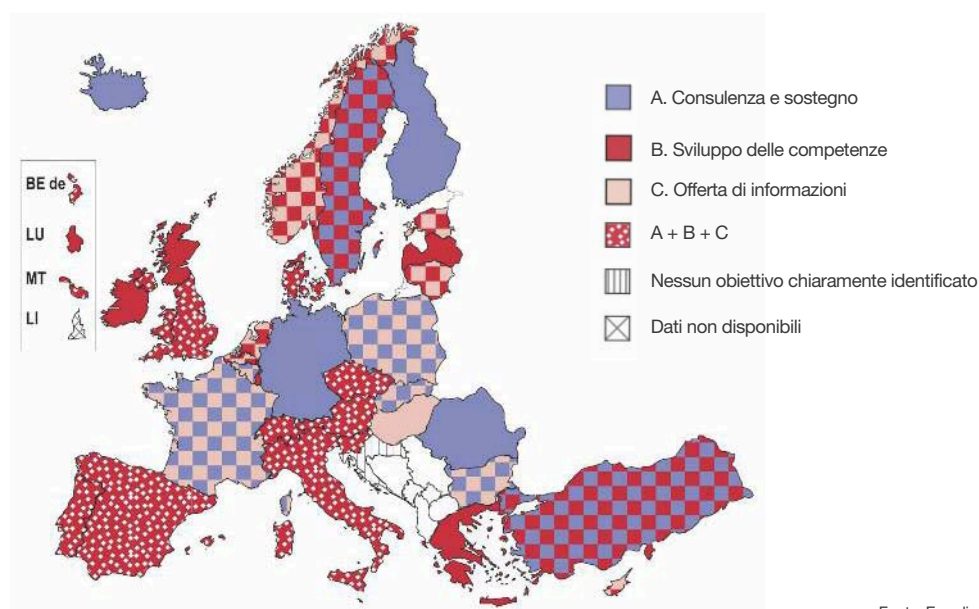 BE de
LU
MT
LI
A. Consulenza e sostegno
B. Sviluppo delle competenze
C. Offerta di informazioni
A + B + C
Nessun obiettivo chiaramente identificato
Dati non disponibili